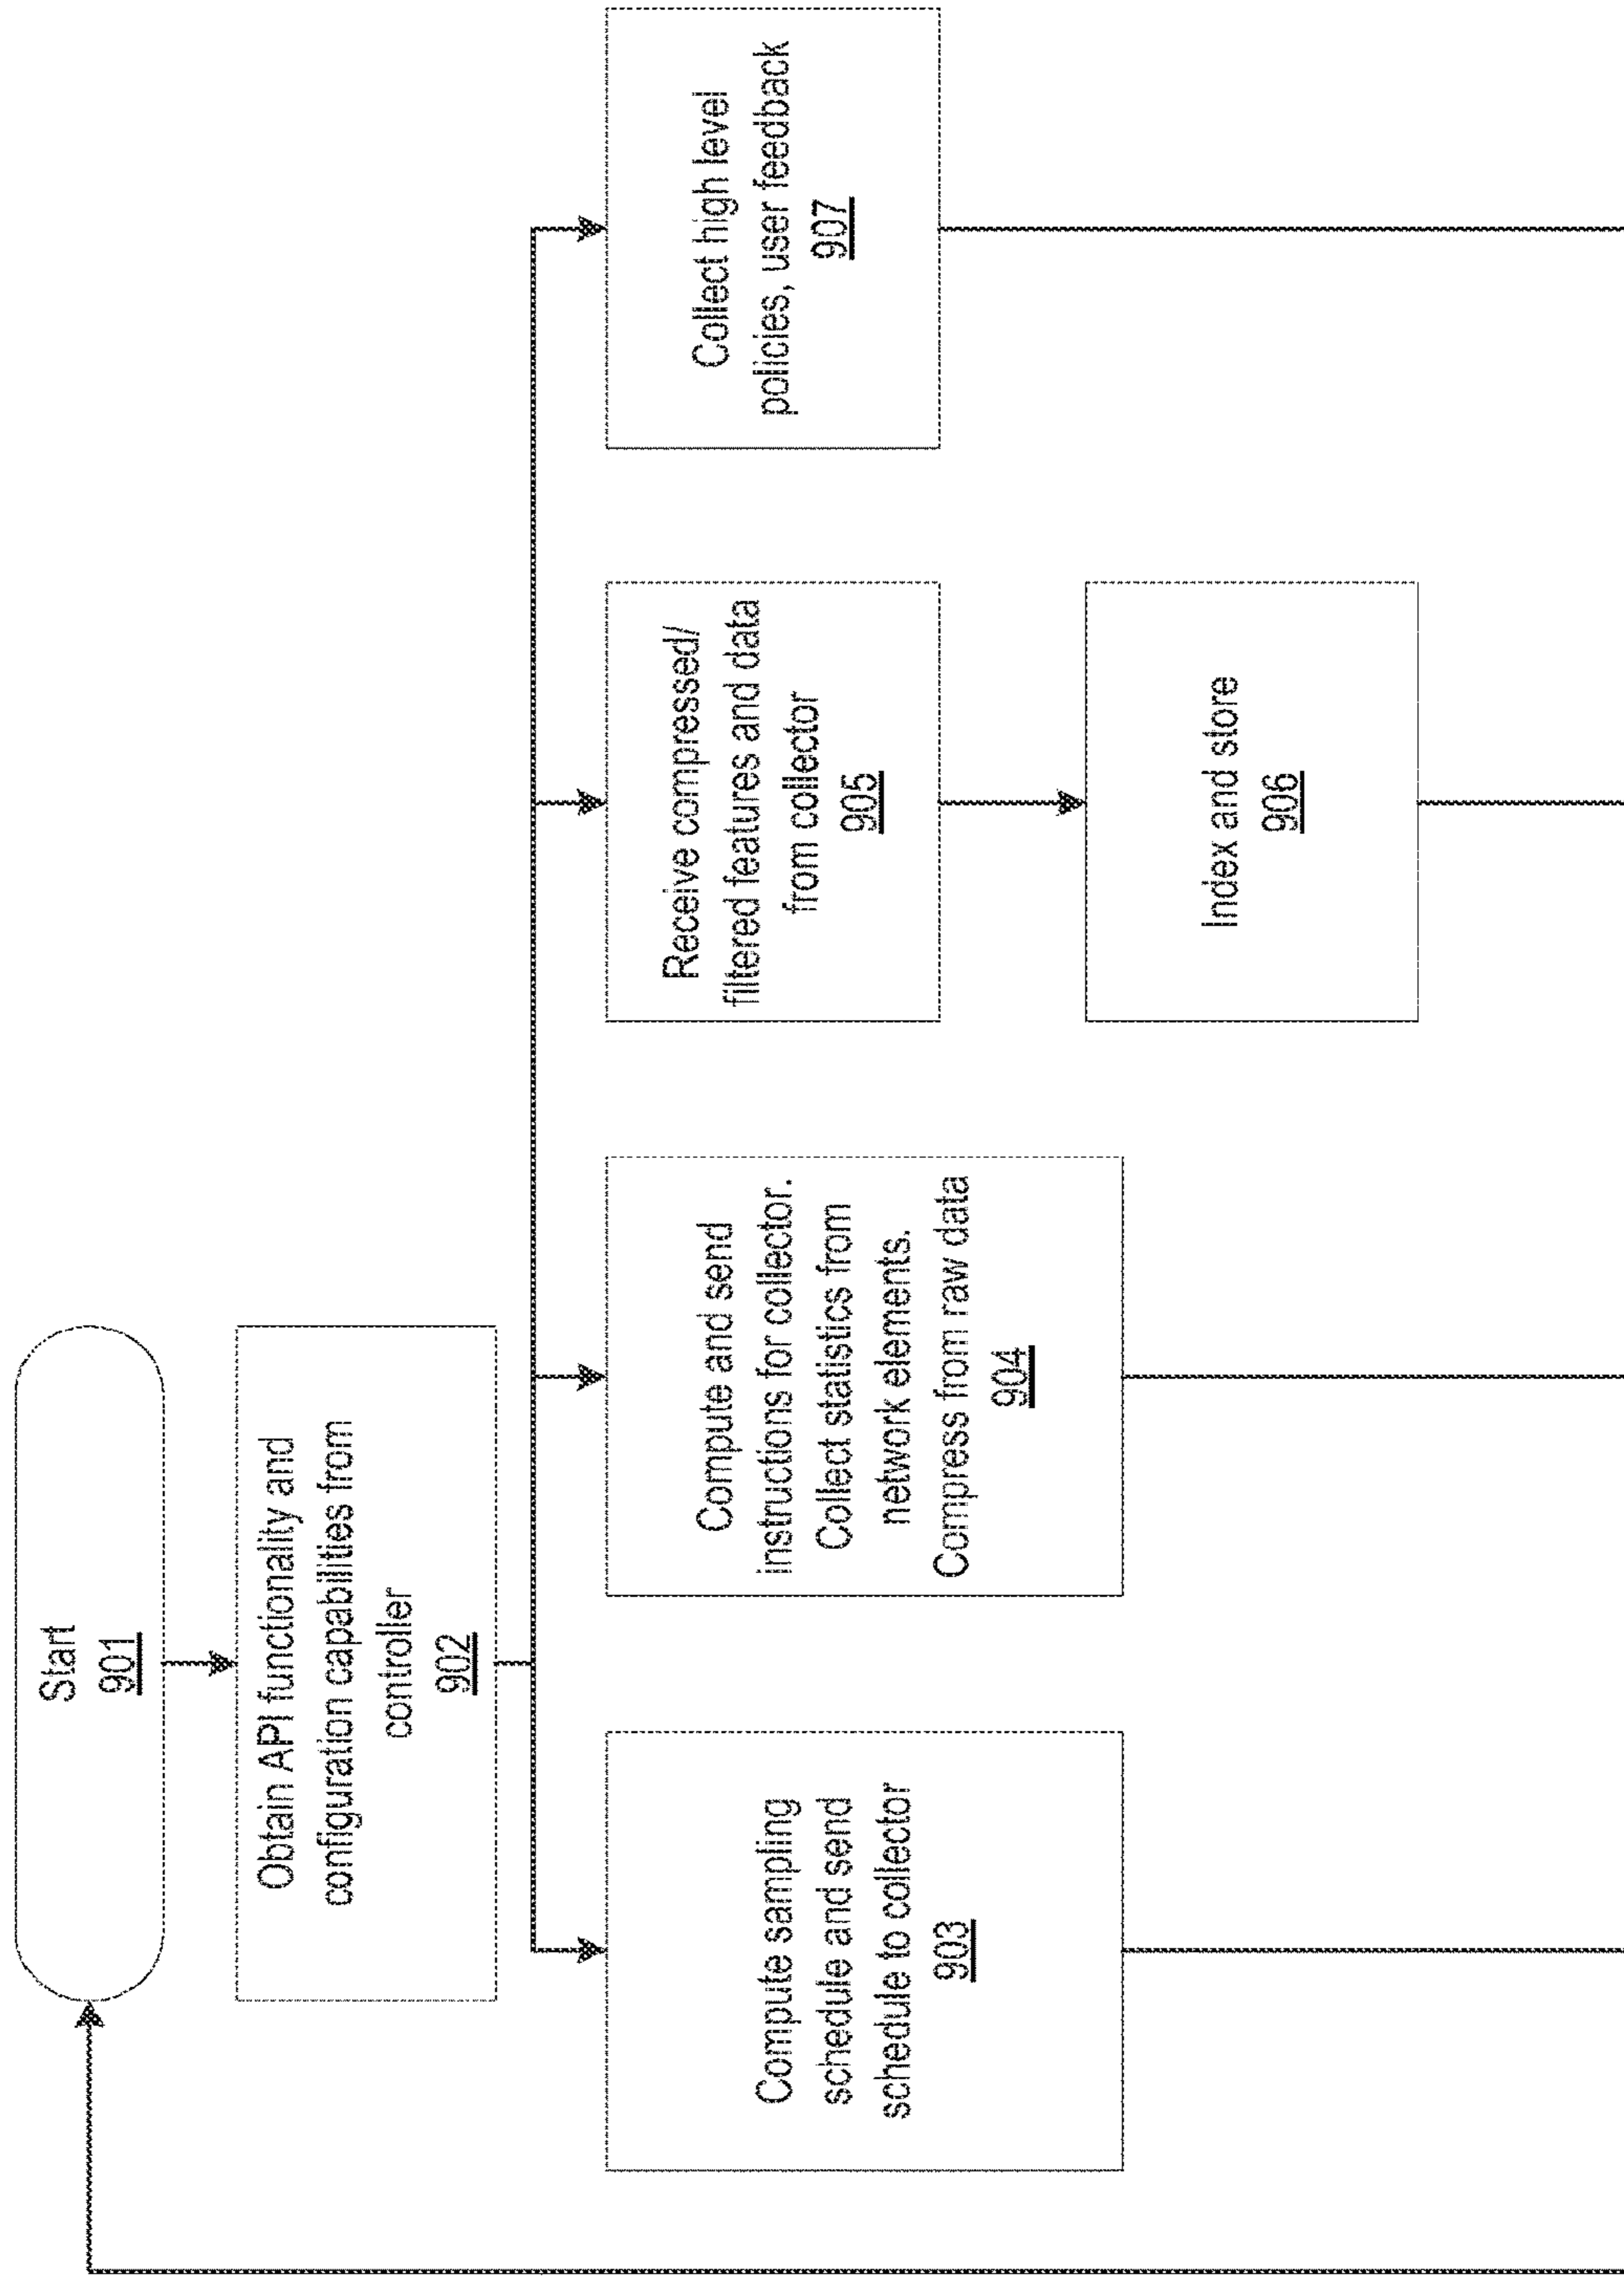 Start
901
Obtain API functionality and
configuration capabilities from
controller
902
Compute sampling
schedule and send
schedule to collector
903
Compute and send
instructions for collector.
Collect statistics from
network elements.
Compress from raw data
904
Receive compressed/
filtered features and data
from collector
905
Index and store
906
Collect high level
policies, user feedback
907